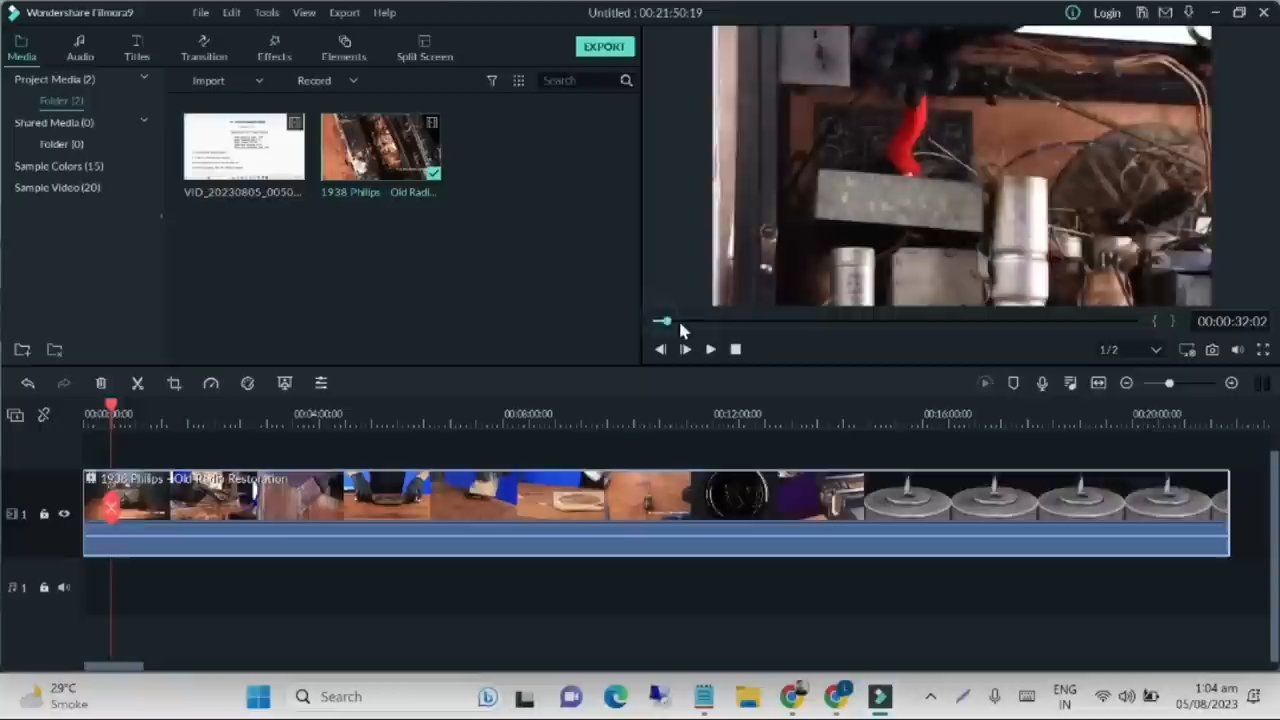 Wondershare Filmora9 File Edit Tools View Export Help Untitled : 00:21:50:19 Login
Media Audio Titles Transition Effects Elements Split Screen EXPORT
Project Media (2) Import Record Search
Folder (2)
Shared Media (0)
Folder (0)
Sample Colors (15)
Sample Video (20)
VID_20230805_0050... 1938 Philips - Old Radi...
{ } 00:00:32:02
1/2
00:00:00:00 00:04:00:00 00:08:00:00 00:12:00:00 00:16:00:00 00:20:00:00
1938 Philips - Old Radio Restoration
1
1
29°C
Smoke
Search
ENG
IN
1:04 am
05/08/2023